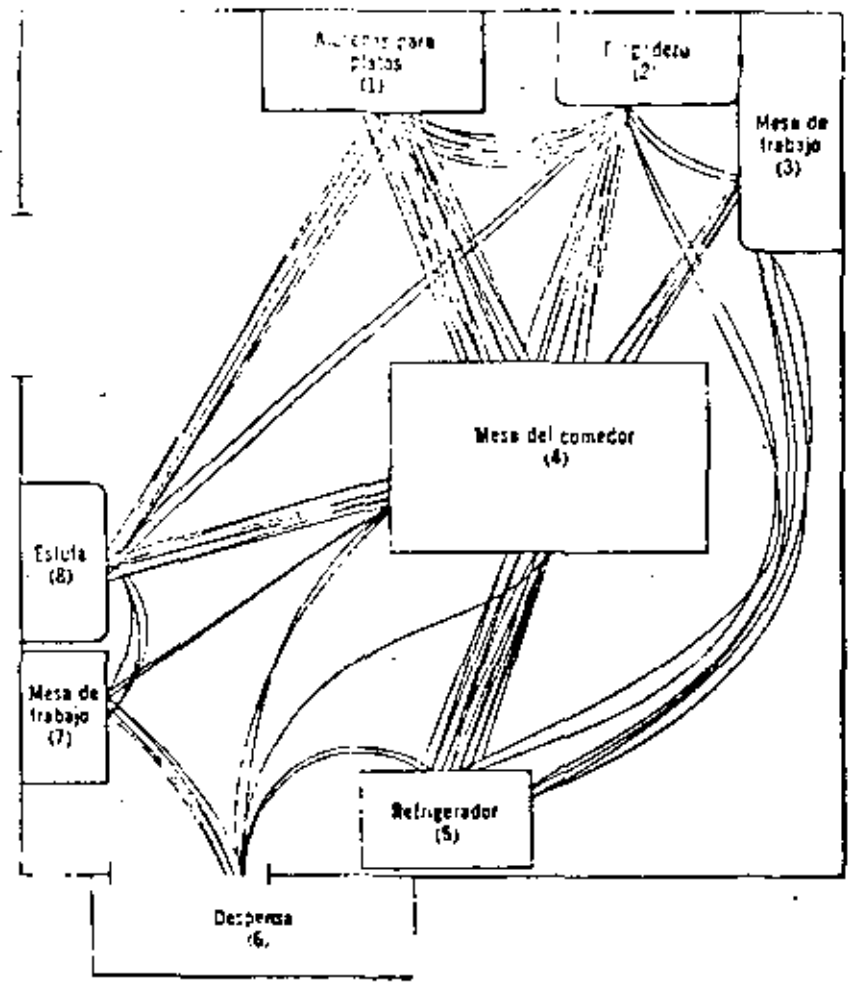 para
platos
(1)
(2)
Mesa de
trabajo
(3)
Mesa del comedor
(4)
Estufa
(8)
Mesa de
trabajo
(7)
Refrigerador
(5)
Despensa
(6)